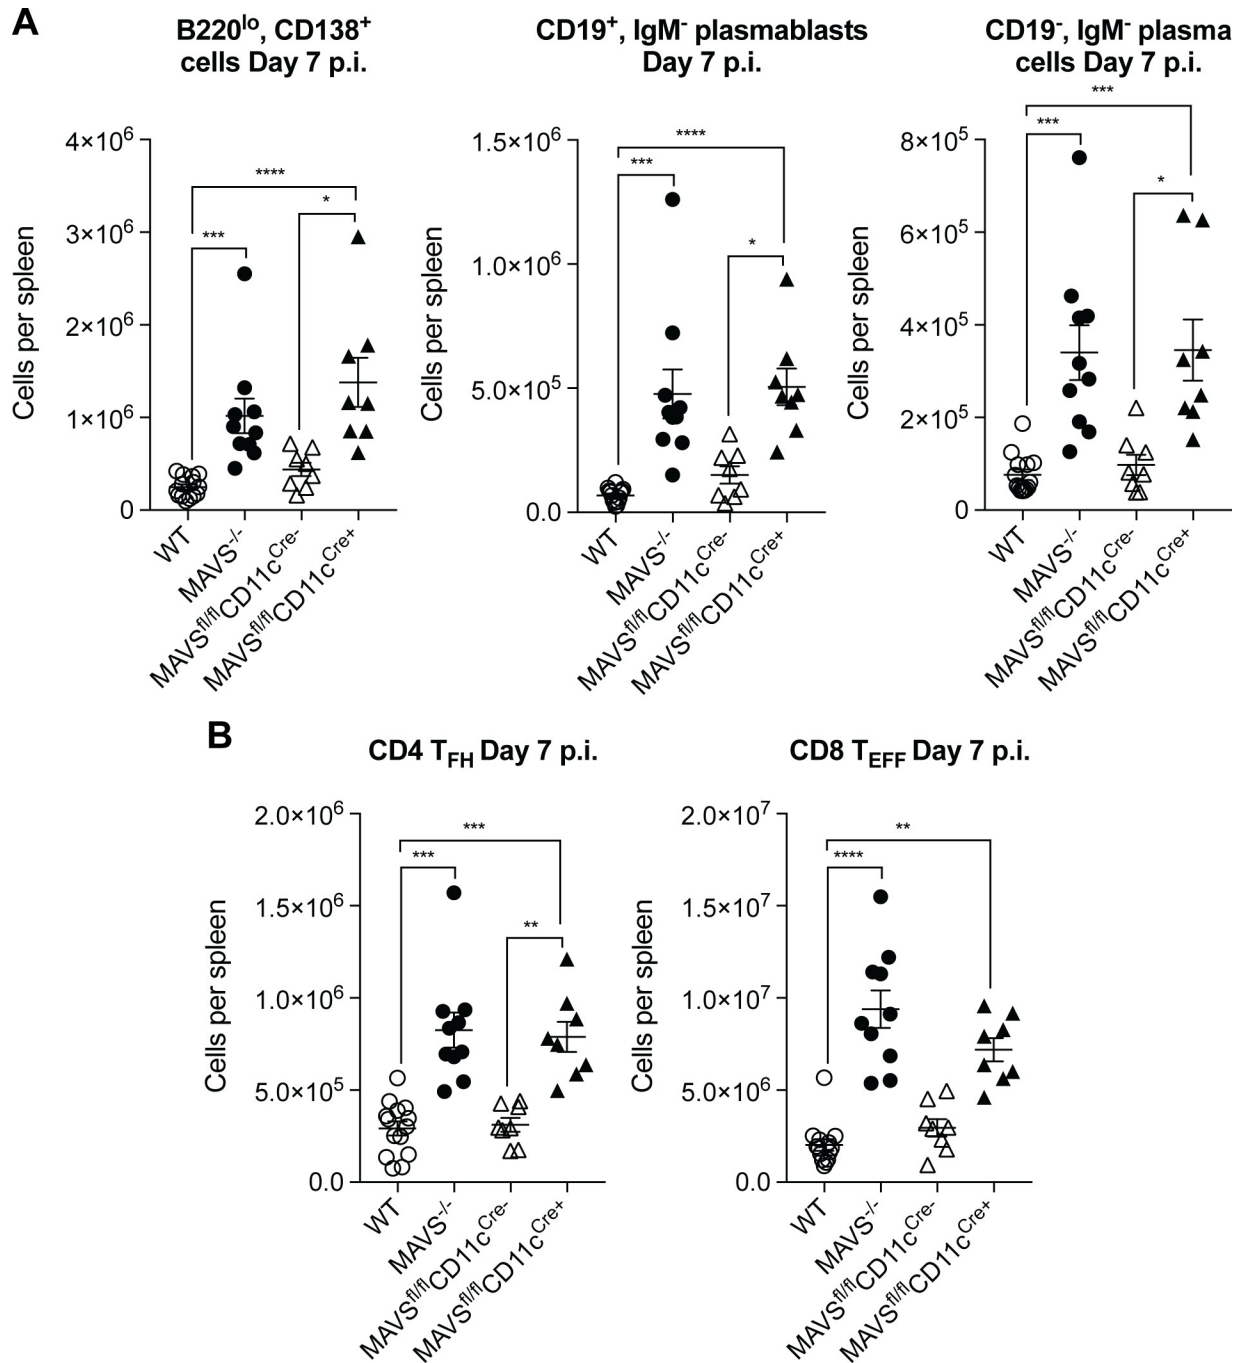 A
B220lo, CD138+
cells Day 7 p.i.
CD19+, IgM- plasmablasts
Day 7 p.i.
CD19-, IgM- plasma
cells Day 7 p.i.
Cells per spleen
4×10⁶
3×10⁶
2×10⁶
1×10⁶
0
****
*
***
WT
MAVS-/-
MAVSfl/flCD11cCre-
MAVSfl/flCD11cCre+
Cells per spleen
1.5×10⁶
1.0×10⁶
5.0×10⁵
0.0
****
***
*
WT
MAVS-/-
MAVSfl/flCD11cCre-
MAVSfl/flCD11cCre+
Cells per spleen
8×10⁵
6×10⁵
4×10⁵
2×10⁵
0
***
***
*
WT
MAVS-/-
MAVSfl/flCD11cCre-
MAVSfl/flCD11cCre+
B
CD4 TFH Day 7 p.i.
Cells per spleen
2.0×10⁶
1.5×10⁶
1.0×10⁶
5.0×10⁵
0.0
***
***
**
WT
MAVS-/-
MAVSfl/flCD11cCre-
MAVSfl/flCD11cCre+
CD8 TEFF Day 7 p.i.
Cells per spleen
2.0×10⁷
1.5×10⁷
1.0×10⁷
5.0×10⁶
0.0
**
****
WT
MAVS-/-
MAVSfl/flCD11cCre-
MAVSfl/flCD11cCre+